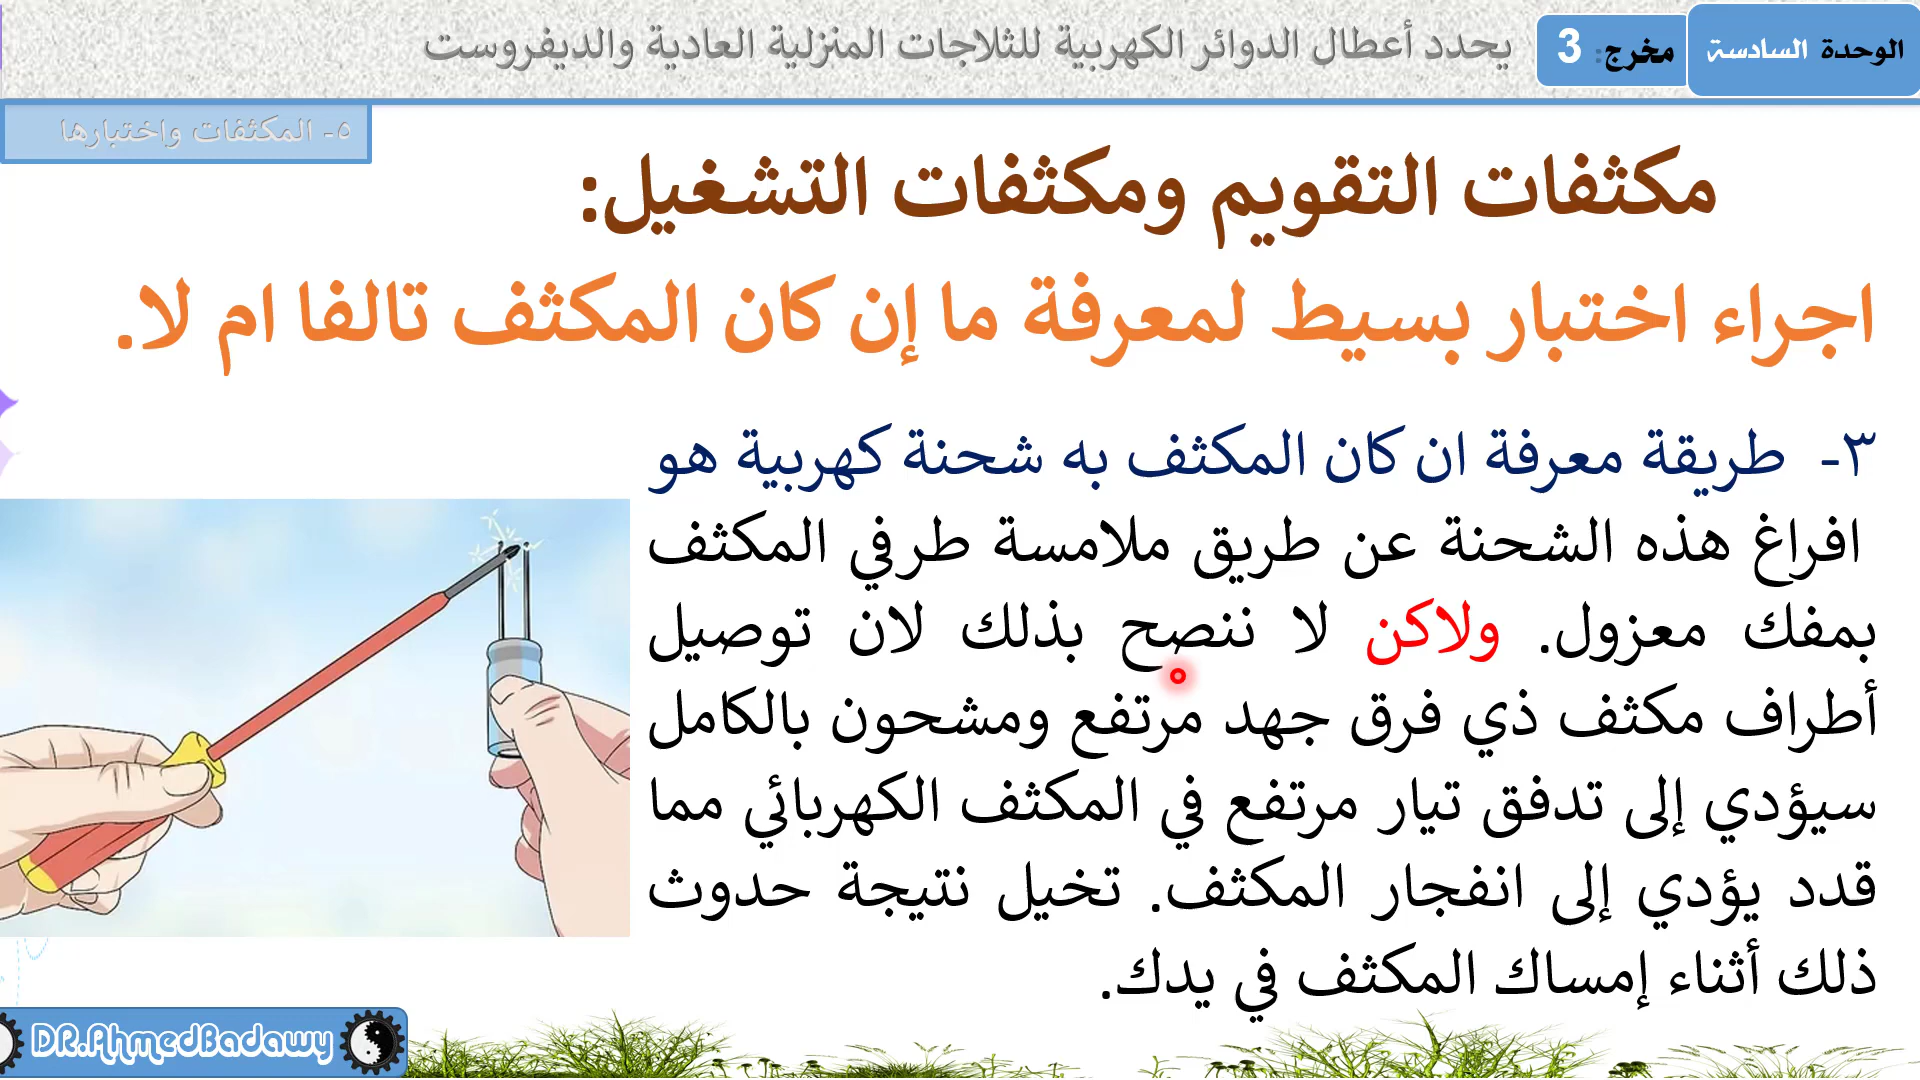 الوحدة السادسة
مخرج: 3
يحدد أعطال الدوائر الكهربية للثلاجات المنزلية العادية والديفروست
٥- المكثفات واختبارها
مكثفات التقويم ومكثفات التشغيل:
اجراء اختبار بسيط لمعرفة ما إن كان المكثف تالفا ام لا.
٣- طريقة معرفة ان كان المكثف به شحنة كهربية هو
افراغ هذه الشحنة عن طريق ملامسة طرفي المكثف
بمفك معزول. ولاكن لا ننصح بذلك لان توصيل
أطراف مكثف ذي فرق جهد مرتفع ومشحون بالكامل
سيؤدي إلى تدفق تيار مرتفع في المكثف الكهربائي مما
قدد يؤدي إلى انفجار المكثف. تخيل نتيجة حدوث
ذلك أثناء إمساك المكثف في يدك.
DR.AhmedBadawy